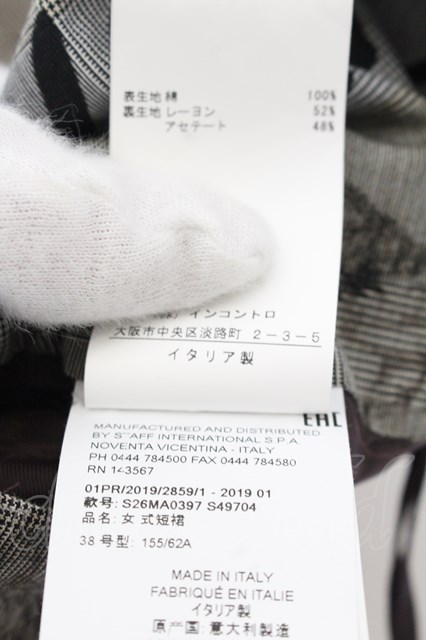 表生地 綿 100%
裏生地 レーヨン 52%
アセテート 48%
インコントロ
大阪市中央区淡路町 2-3-5
イタリア製
EAC
MANUFACTURED AND DISTRIBUTED
BY STAFF INTERNATIONAL S.P.A.
NOVENTA VICENTINA - ITALY
PH 0444 784500 FAX 0444 784580
RN 143567
01PR/2019/2859/1 - 2019 01
款号: S26MA0397 S49704
品名: 女 式短裙
38 号型: 155/62A
MADE IN ITALY
FABRIQUÉ EN ITALIE
イタリア製
原产国: 意大利制造